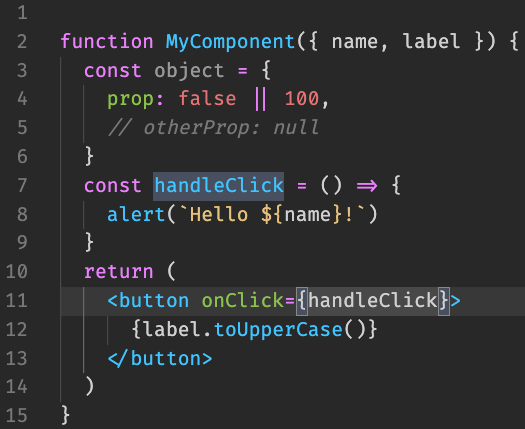 1
2 function MyComponent({ name, label }) {
3 const object = {
4 prop: false || 100,
5 // otherProp: null
6 }
7 const handleClick = () => {
8 alert(`Hello ${name}!`)
9 }
10 return (
11 <button onClick={handleClick}>
12 {label.toUpperCase()}
13 </button>
14 )
15 }